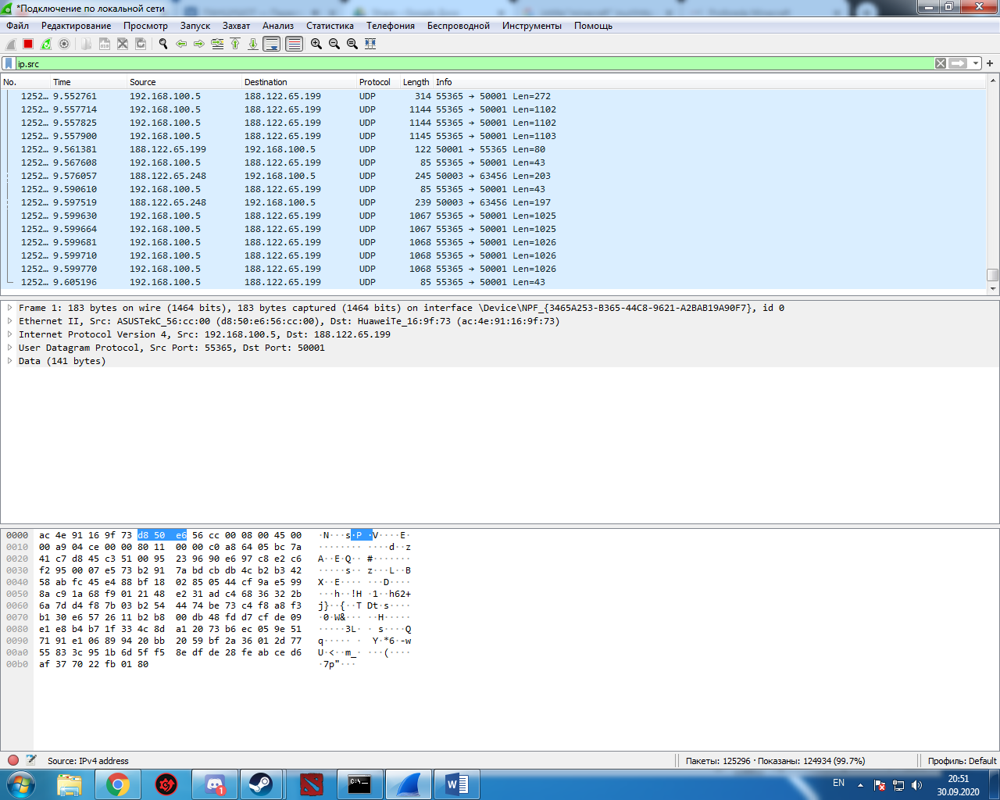 *Подключение по локальной сети
Файл Редактирование Просмотр Запуск Захват Анализ Статистика Телефония Беспроводной Инструменты Помощь
ip.src
No. Time Source Destination Protocol Length Info
1252… 9.552761 192.168.100.5 188.122.65.199 UDP 314 55365 → 50001 Len=272
1252… 9.557714 192.168.100.5 188.122.65.199 UDP 1144 55365 → 50001 Len=1102
1252… 9.557825 192.168.100.5 188.122.65.199 UDP 1144 55365 → 50001 Len=1102
1252… 9.557900 192.168.100.5 188.122.65.199 UDP 1145 55365 → 50001 Len=1103
1252… 9.561381 188.122.65.199 192.168.100.5 UDP 122 50001 → 55365 Len=80
1252… 9.567608 192.168.100.5 188.122.65.199 UDP 85 55365 → 50001 Len=43
1252… 9.576057 188.122.65.248 192.168.100.5 UDP 245 50003 → 63456 Len=203
1252… 9.590610 192.168.100.5 188.122.65.199 UDP 85 55365 → 50001 Len=43
1252… 9.597519 188.122.65.248 192.168.100.5 UDP 239 50003 → 63456 Len=197
1252… 9.599630 192.168.100.5 188.122.65.199 UDP 1067 55365 → 50001 Len=1025
1252… 9.599664 192.168.100.5 188.122.65.199 UDP 1067 55365 → 50001 Len=1025
1252… 9.599681 192.168.100.5 188.122.65.199 UDP 1068 55365 → 50001 Len=1026
1252… 9.599710 192.168.100.5 188.122.65.199 UDP 1068 55365 → 50001 Len=1026
1252… 9.599770 192.168.100.5 188.122.65.199 UDP 1068 55365 → 50001 Len=1026
1252… 9.605196 192.168.100.5 188.122.65.199 UDP 85 55365 → 50001 Len=43
Frame 1: 183 bytes on wire (1464 bits), 183 bytes captured (1464 bits) on interface \Device\NPF_{3465A253-B365-44C8-9621-A2BAB19A90F7}, id 0
Ethernet II, Src: ASUSTekC_56:cc:00 (d8:50:e6:56:cc:00), Dst: HuaweiTe_16:9f:73 (ac:4e:91:16:9f:73)
Internet Protocol Version 4, Src: 192.168.100.5, Dst: 188.122.65.199
User Datagram Protocol, Src Port: 55365, Dst Port: 50001
Data (141 bytes)
0000 ac 4e 91 16 9f 73 d8 50 e6 56 cc 00 08 00 45 00 ·N···s·P ·V····E·
0010 00 a9 04 ce 00 00 80 11 00 00 c0 a8 64 05 bc 7a ········ ····d··z
0020 41 c7 d8 45 c3 51 00 95 23 96 90 e6 97 c8 e2 c6 A··E·Q·· #·······
0030 f2 95 00 07 e5 73 b2 91 7a bd cb db 4c b2 b3 42 ·····s·· z···L··B
0040 58 ab fc 45 e4 88 bf 18 02 85 05 44 cf 9a e5 99 X··E···· ···D····
0050 8a c9 1a 68 f9 01 21 48 e2 31 ad c4 68 36 32 2b ···h··!H ·1··h62+
0060 6a 7d d4 f8 7b 03 b2 54 44 74 be 73 c4 f8 a8 f3 j}··{··T Dt·s····
0070 b1 30 e6 57 26 11 b2 b8 00 db 48 fd d7 cf de 09 ·0·W&··· ··H·····
0080 e1 e8 b4 b7 1f 33 4c 8d a1 20 73 b6 ec 05 9e 51 ·····3L· · s····Q
0090 71 91 e1 06 89 94 20 bb 20 59 bf 2a 36 01 2d 77 q····· · Y·*6·-w
00a0 55 83 3c 95 1b 6d 5f f5 8e df de 28 fe ab ce d6 U·<··m_· ···(····
00b0 af 37 70 22 fb 01 80 ·7p"···
Source: IPv4 address Пакеты: 125296 · Показаны: 124934 (99.7%) Профиль: Default
1
C:\_
EN
20:51
30.09.2020